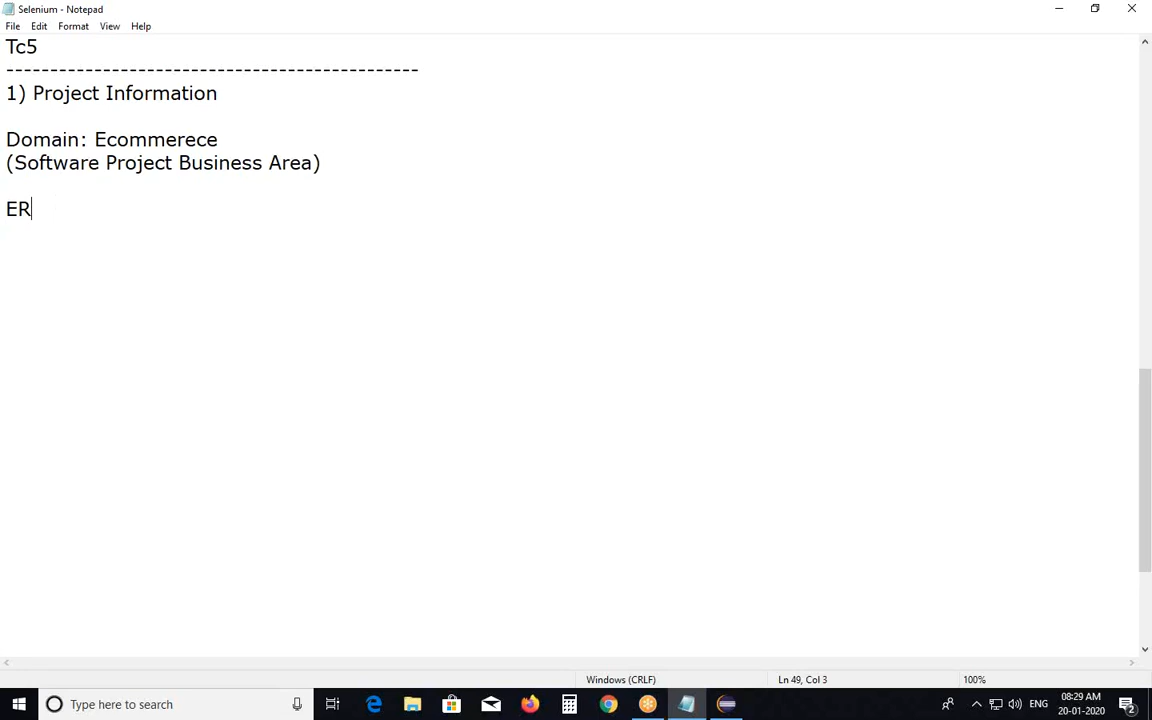 Selenium - Notepad
File Edit Format View Help
Tc5
-----------------------------------------------
1) Project Information
Domain: Ecommerece
(Software Project Business Area)
ER
Windows (CRLF) Ln 49, Col 3 100%
Type here to search
ENG
08:29 AM
20-01-2020
2